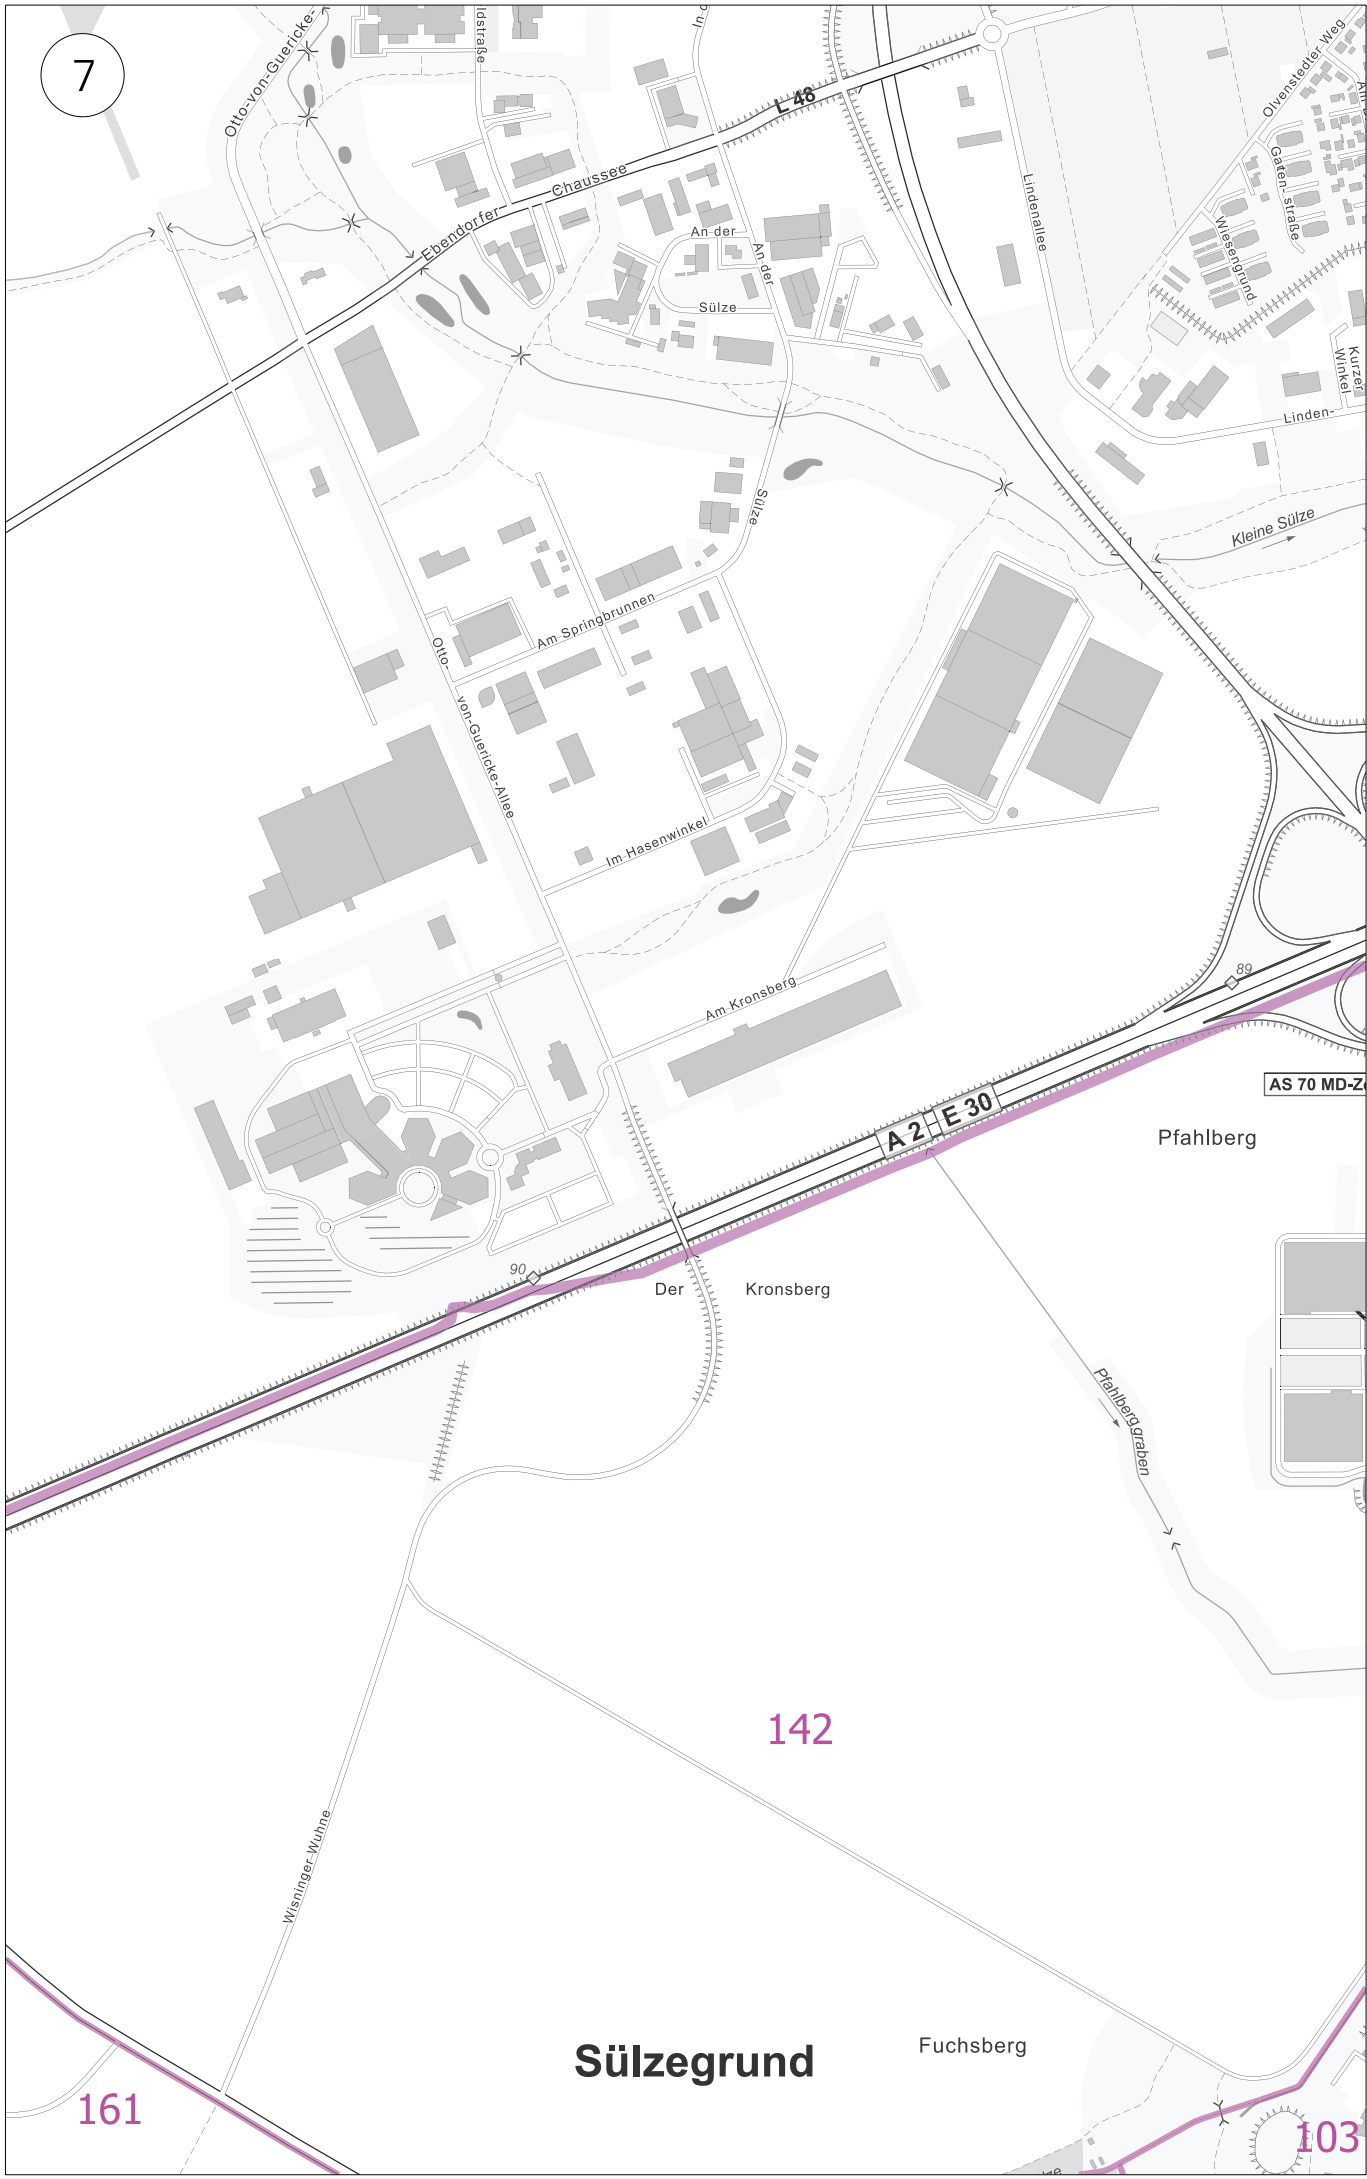 7
Otto-von-Guericke-
ldstraße
L 48
Ebendorfer Chaussee
An der
An der
Sülze
Lindenallee
Olvenstedter Weg
Garten-straße
Wiesengrund
Kurzer
Winkel
Linden-
Sülze
Kleine Sülze
Am Springbrunnen
Otto-
von-Guericke-Allee
Im Hasenwinkel
Am Kronsberg
89
AS 70 MD-Z
A 2
E 30
Pfahlberg
90
Der Kronsberg
Pfahlberggraben
142
Wisninger Wuhne
Sülzegrund
Fuchsberg
161
103